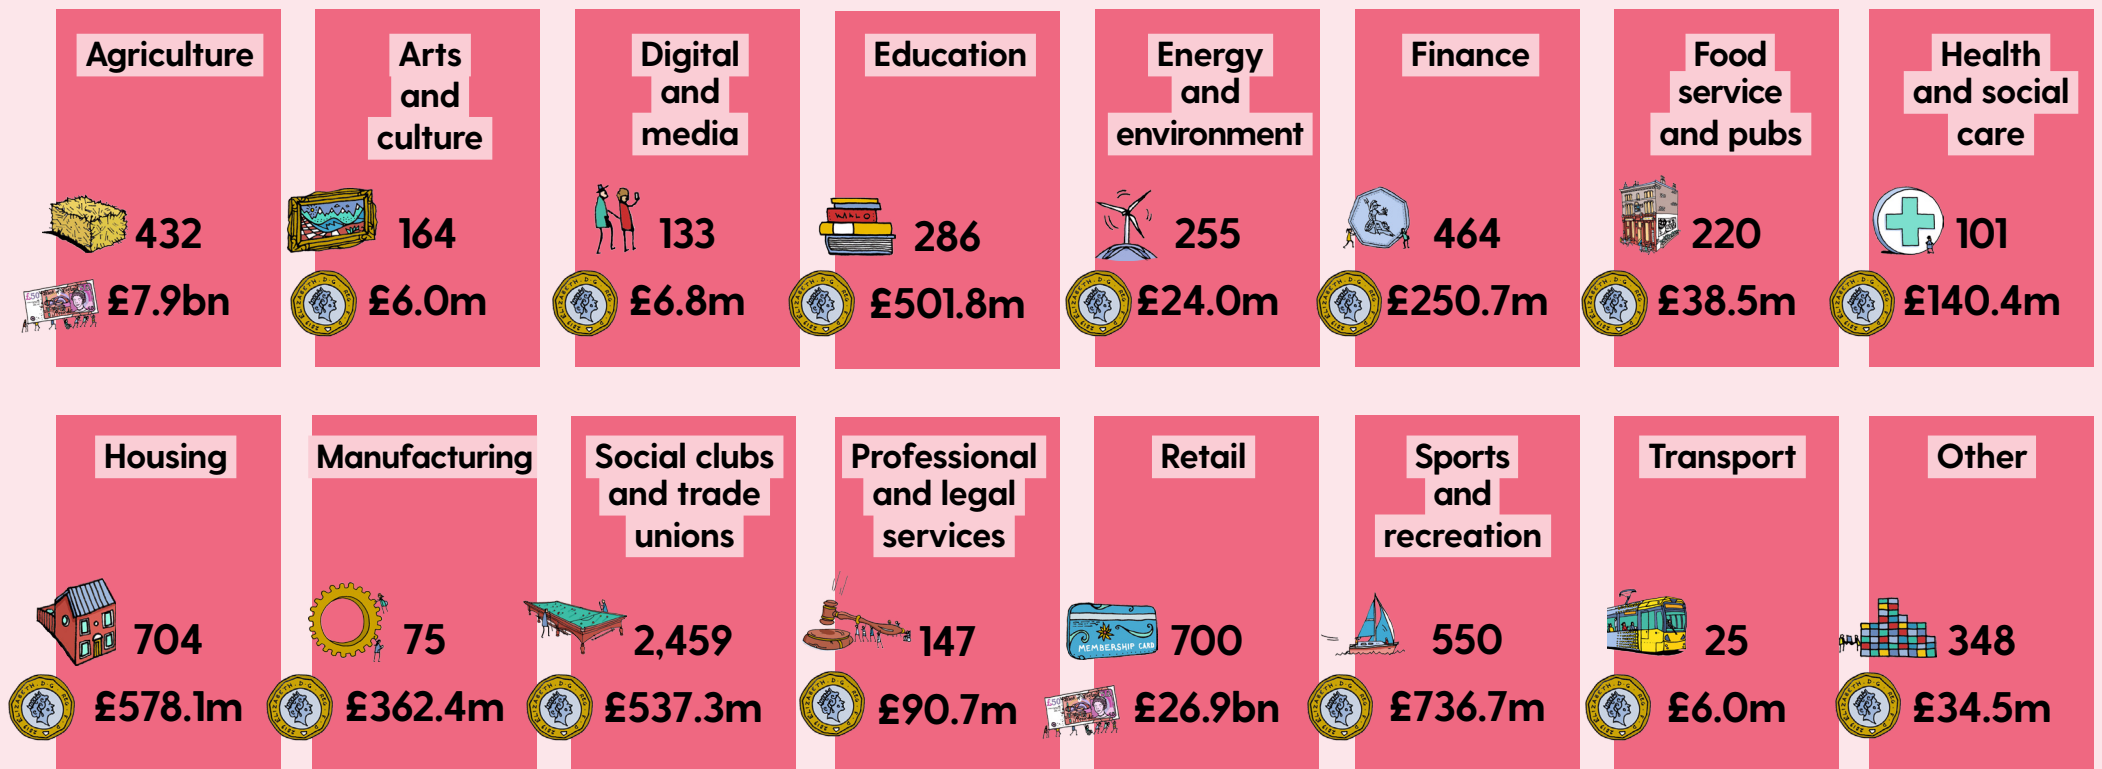 Agriculture
432
£7.9bn
Arts
and
culture
164
£6.0m
Digital
and
media
133
£6.8m
Education
286
£501.8m
Energy
and
environment
255
£24.0m
Finance
464
£250.7m
Food
service
and pubs
220
£38.5m
Health
and social
care
101
£140.4m
Housing
704
£578.1m
Manufacturing
75
£362.4m
Social clubs
and trade
unions
2,459
£537.3m
Professional
and legal
services
147
£90.7m
Retail
MEMBERSHIP CARD
700
£26.9bn
Sports
and
recreation
550
£736.7m
Transport
25
£6.0m
Other
348
£34.5m